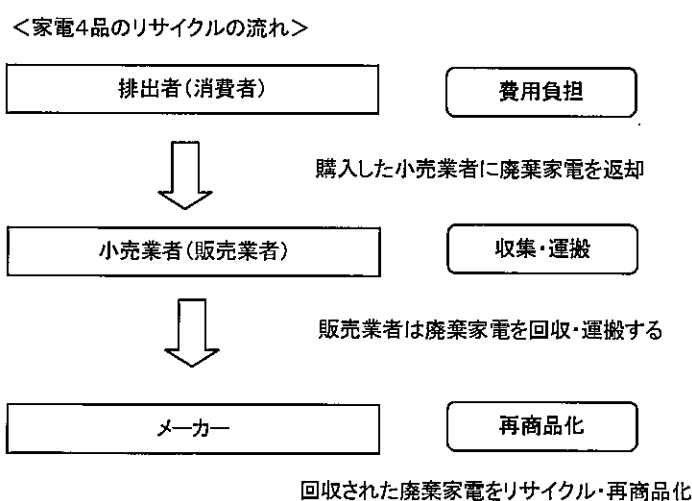 ＜家電4品のリサイクルの流れ＞
排出者(消費者)
費用負担
購入した小売業者に廃棄家電を返却
小売業者(販売業者)
収集・運搬
販売業者は廃棄家電を回収・運搬する
メーカー
再商品化
回収された廃棄家電をリサイクル・再商品化